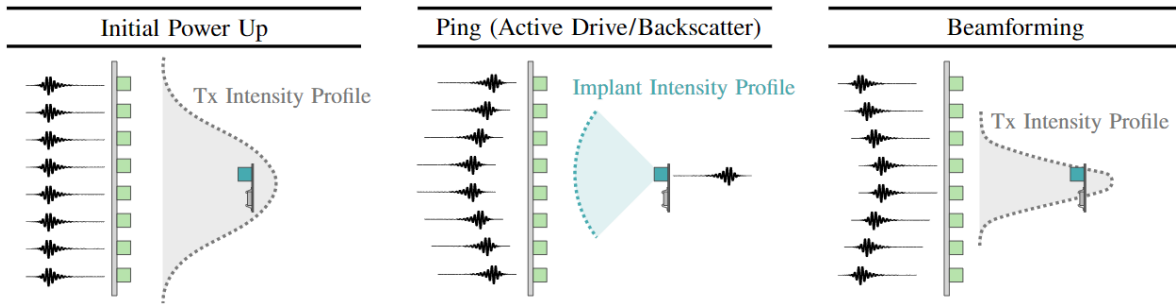 Initial Power Up
Ping (Active Drive/Backscatter)
Beamforming
Tx Intensity Profile
Implant Intensity Profile
Tx Intensity Profile